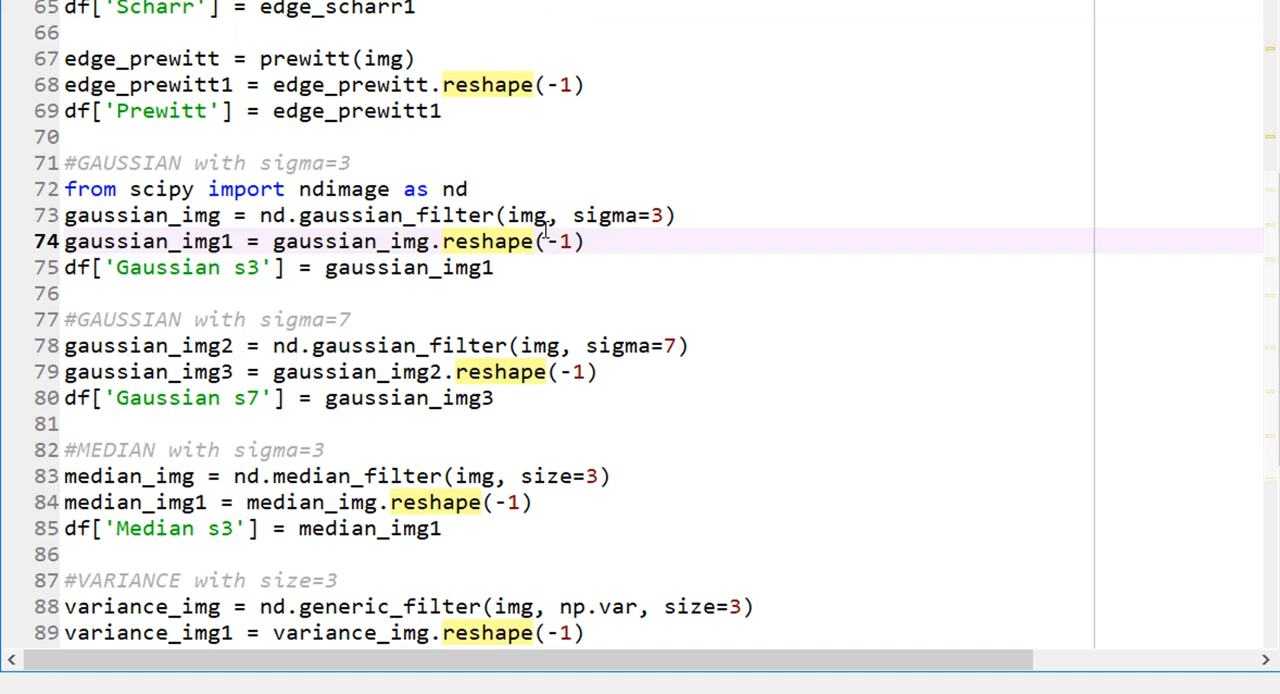 65 df['Scharr'] = edge_scharr1
66
67 edge_prewitt = prewitt(img)
68 edge_prewitt1 = edge_prewitt.reshape(-1)
69 df['Prewitt'] = edge_prewitt1
70
71 #GAUSSIAN with sigma=3
72 from scipy import ndimage as nd
73 gaussian_img = nd.gaussian_filter(img, sigma=3)
74 gaussian_img1 = gaussian_img.reshape(-1)
75 df['Gaussian s3'] = gaussian_img1
76
77 #GAUSSIAN with sigma=7
78 gaussian_img2 = nd.gaussian_filter(img, sigma=7)
79 gaussian_img3 = gaussian_img2.reshape(-1)
80 df['Gaussian s7'] = gaussian_img3
81
82 #MEDIAN with sigma=3
83 median_img = nd.median_filter(img, size=3)
84 median_img1 = median_img.reshape(-1)
85 df['Median s3'] = median_img1
86
87 #VARIANCE with size=3
88 variance_img = nd.generic_filter(img, np.var, size=3)
89 variance_img1 = variance_img.reshape(-1)